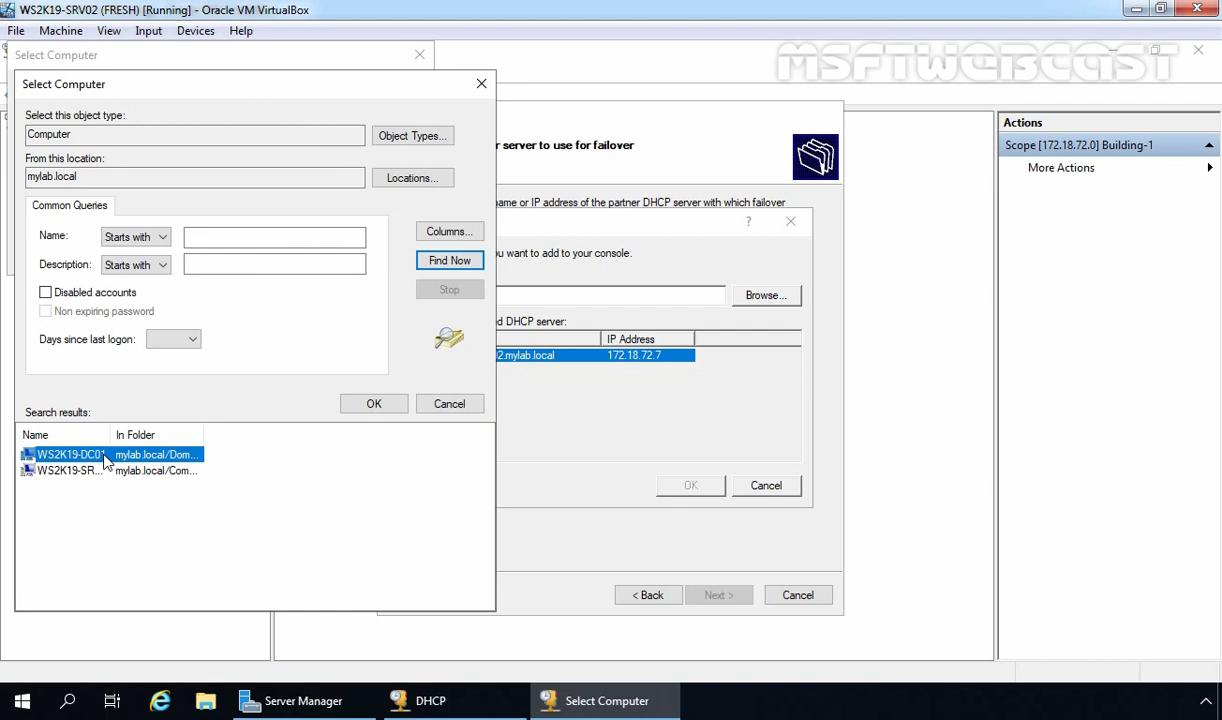 WS2K19-SRV02 (FRESH) [Running] - Oracle VM VirtualBox
File Machine View Input Devices Help
MSFTWEBCAST
Select Computer
Select Computer
Select this object type:
Computer
Object Types...
From this location:
mylab.local
Locations...
Common Queries
Name: Starts with
Description: Starts with
Disabled accounts
Non expiring password
Days since last logon:
Columns...
Find Now
Stop
OK
Cancel
Search results:
Name In Folder
WS2K19-DC01 mylab.local/Dom...
WS2K19-SR... mylab.local/Com...
server to use for failover
name or IP address of the partner DHCP server with which failover
?
you want to add to your console.
Browse...
d DHCP server:
IP Address
2.mylab.local 172.18.72.7
OK
Cancel
< Back
Next >
Cancel
Actions
Scope [172.18.72.0] Building-1
More Actions
Server Manager
DHCP
Select Computer